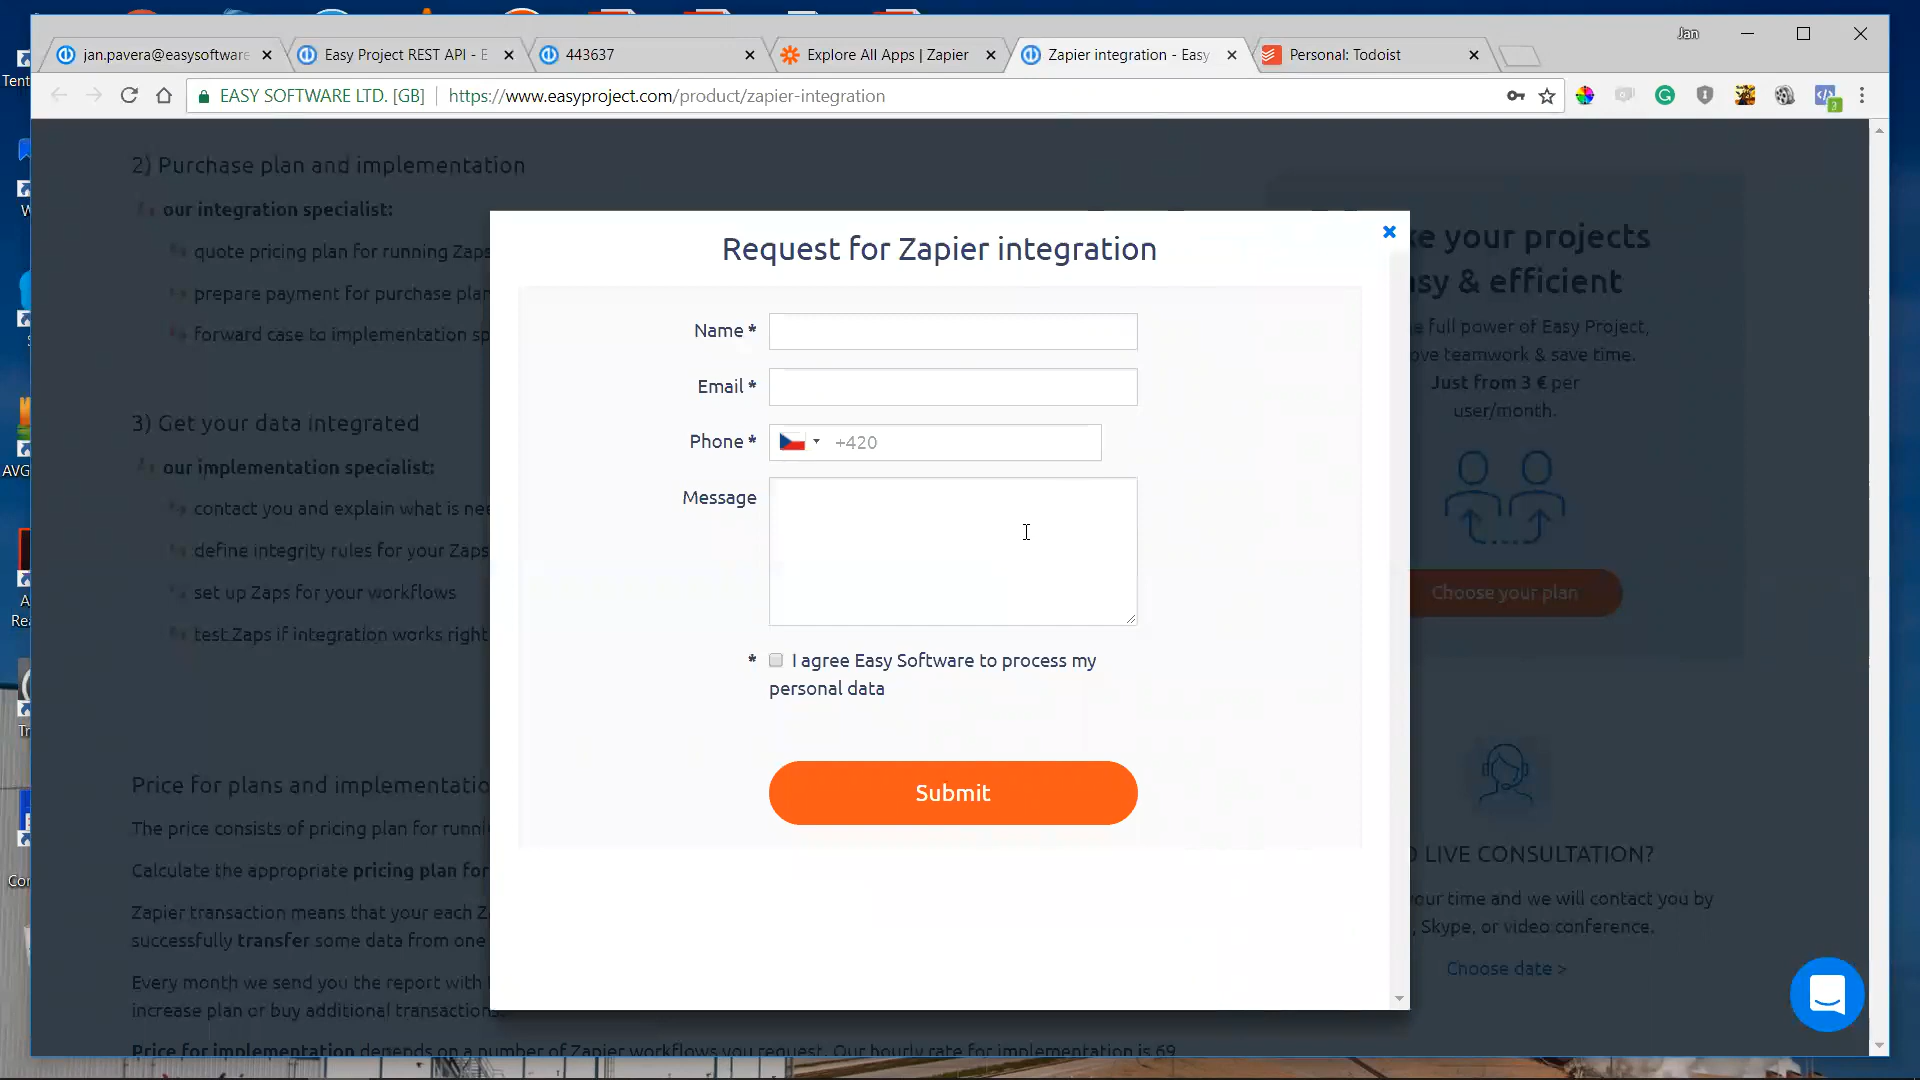 Jan
jan.pavera@easysoftware
Easy Project REST API - E
443637
Explore All Apps | Zapier
Zapier integration - Easy
Personal: Todoist
EASY SOFTWARE LTD. [GB]
https://www.easyproject.com/product/zapier-integration
3
2) Purchase plan and implementation
our integration specialist:
quote pricing plan for running Zaps
prepare payment for purchase plan
forward case to implementation sp
3) Get your data integrated
our implementation specialist:
contact you and explain what is nee
define integrity rules for your Zaps
set up Zaps for your workflows
test Zaps if integration works right
Price for plans and implementatio
The price consists of pricing plan for runni
Calculate the appropriate pricing plan for
Zapier transaction means that your each Z
successfully transfer some data from one
Every month we send you the report with
increase plan or buy additional transactions.
Price for implementation depends on a number of Zapier workflows you request. Our hourly rate for implementation is 69
Request for Zapier integration
Name *
Email *
Phone *
+420
Message
* I agree Easy Software to process my
personal data
Submit
ke your projects
sy & efficient
e full power of Easy Project,
ove teamwork & save time.
Just from 3 € per
user/month.
Choose your plan
LIVE CONSULTATION?
our time and we will contact you by
, Skype, or video conference.
Choose date >
Tent
W
S
AVG
A
Rea
Tr
Cor